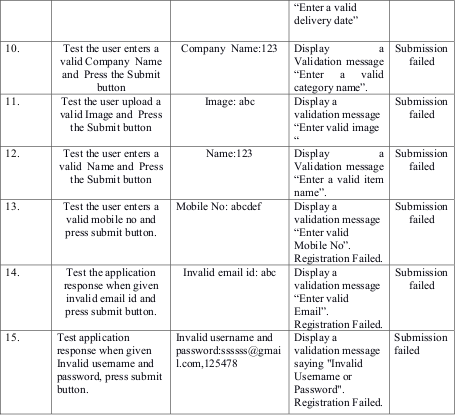 “Enter a valid
delivery date”
10.
Test the user enters a
valid Company Name
and Press the Submit
button
Company Name:123
Display a
Validation message
“Enter a valid
category name”.
Submission
failed
11.
Test the user upload a
valid Image and Press
the Submit button
Image: abc
Display a
validation message
“Enter valid image
“
Submission
failed
12.
Test the user enters a
valid Name and Press
the Submit button
Name:123
Display a
Validation message
“Enter a valid item
name”.
Submission
failed
13.
Test the user enters a
valid mobile no and
press submit button.
Mobile No: abcdef
Display a
validation message
“Enter valid
Mobile No”.
Registration Failed.
Submission
failed
14.
Test the application
response when given
invalid email id and
press submit button
Invalid email id: abc
Display a
validation message
“Enter valid
Email”.
Registration Failed.
Submission
failed
15.
Test application
response when given
Invalid username and
password, press submit
button.
Invalid username and
password:ssssss@gmai
l.com,125478
Display a
validation message
saying "Invalid
Username or
Password".
Registration Failed.
Submission
failed